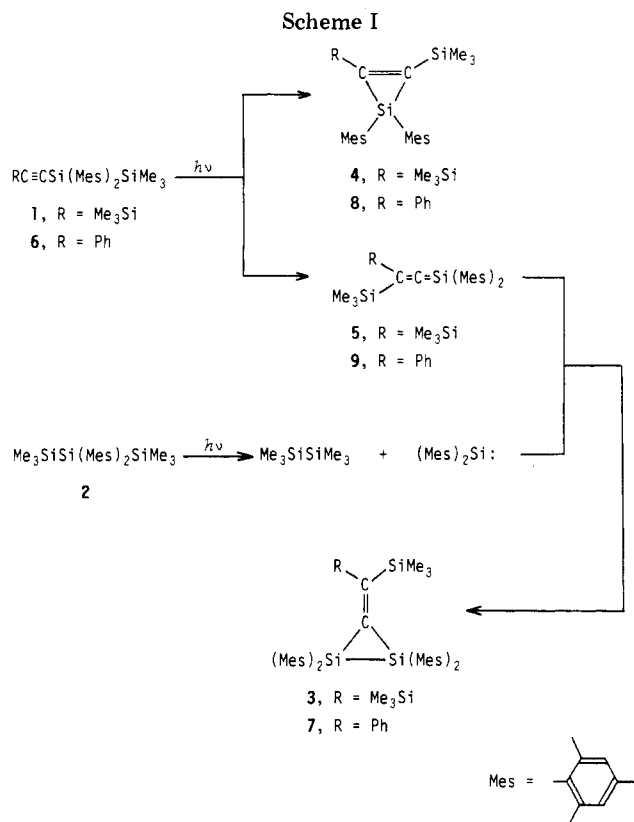 Scheme I
R SiMe₃
C=C
Si
Mes Mes
RC≡CSi(Mes)₂SiMe₃ hν
1, R = Me₃Si
6, R = Ph
4, R = Me₃Si
8, R = Ph
R
C=C=Si(Mes)₂
Me₃Si
5, R = Me₃Si
9, R = Ph
Me₃SiSi(Mes)₂SiMe₃ hν Me₃SiSiMe₃ + (Mes)₂Si:
2
R SiMe₃
C
C
(Mes)₂Si Si(Mes)₂
3, R = Me₃Si
7, R = Ph
Mes =